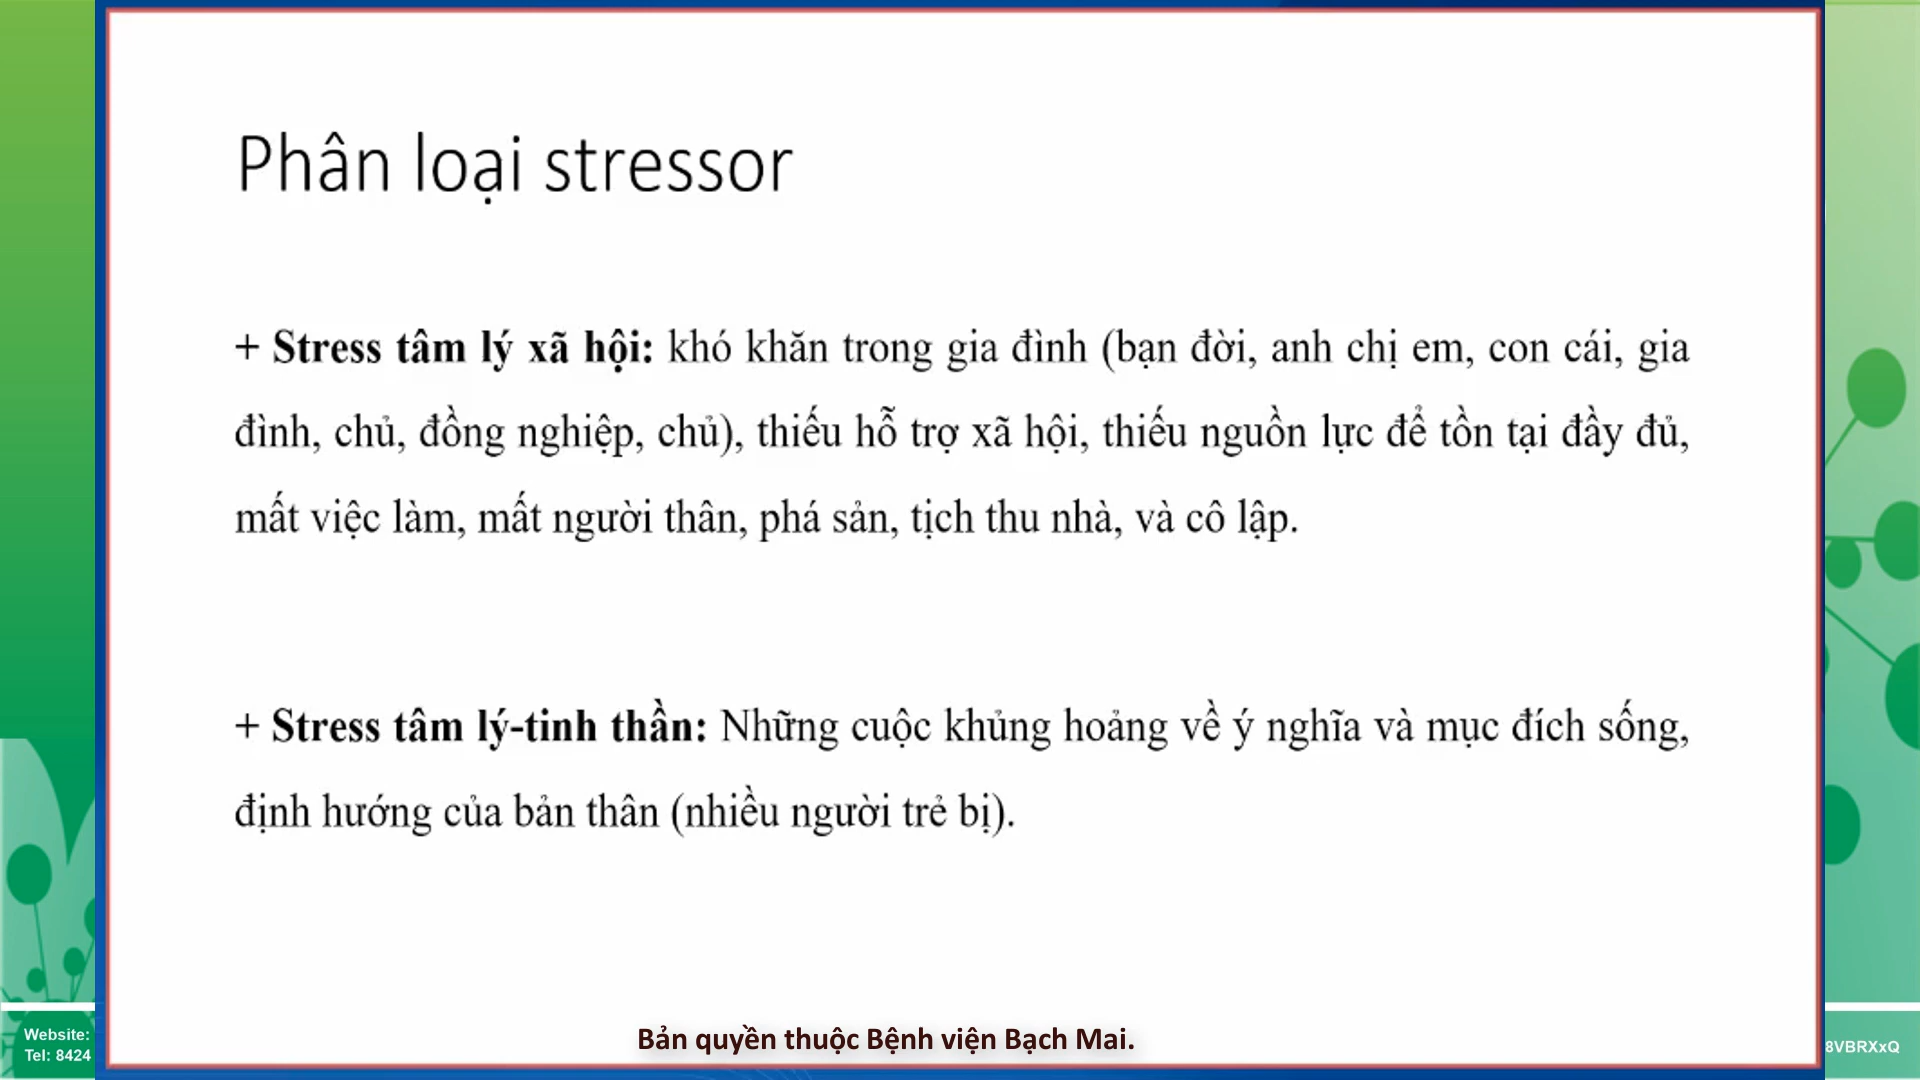 Phân loại stressor
+ Stress tâm lý xã hội: khó khăn trong gia đình (bạn đời, anh chị em, con cái, gia
đình, chủ, đồng nghiệp, chủ), thiếu hỗ trợ xã hội, thiếu nguồn lực để tồn tại đầy đủ,
mất việc làm, mất người thân, phá sản, tịch thu nhà, và cô lập.
+ Stress tâm lý-tinh thần: Những cuộc khủng hoảng về ý nghĩa và mục đích sống,
định hướng của bản thân (nhiều người trẻ bị).
Bản quyền thuộc Bệnh viện Bạch Mai.
Website:
Tel: 8424
8VBRXxQ